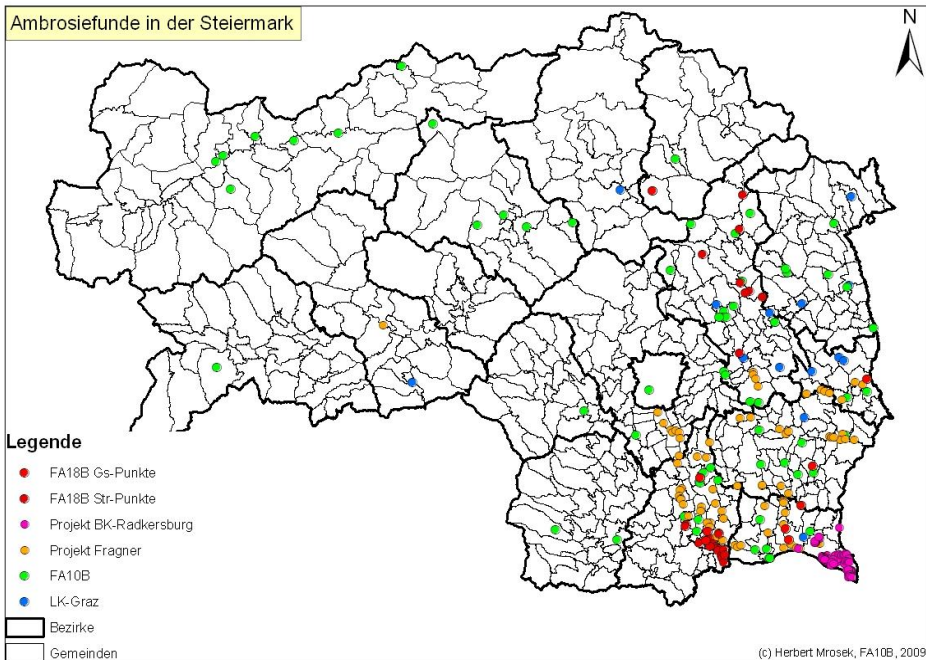 Ambrosiefunde in der Steiermark
N
Legende
FA18B Gs-Punkte
FA18B Str-Punkte
Projekt BK-Radkersburg
Projekt Fragner
FA10B
LK-Graz
Bezirke
Gemeinden
(c) Herbert Mrosek, FA10B, 2009